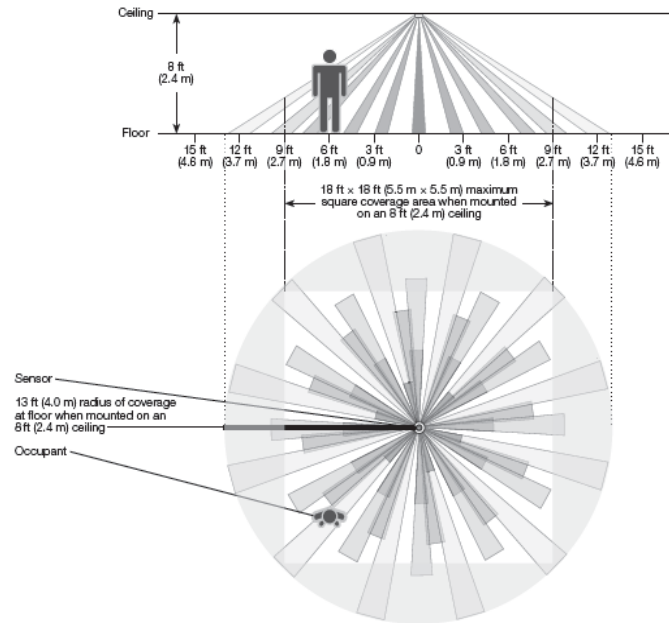 Ceiling
8 ft
(2.4 m)
Floor
15 ft 12 ft 9 ft 6 ft 3 ft 0 3 ft 6 ft 9 ft 12 ft 15 ft
(4.6 m) (3.7 m) (2.7 m) (1.8 m) (0.9 m) (0.9 m) (1.8 m) (2.7 m) (3.7 m) (4.6 m)
18 ft × 18 ft (5.5 m × 5.5 m) maximum
square coverage area when mounted
on an 8 ft (2.4 m) ceiling
Sensor
13 ft (4.0 m) radius of coverage
at floor when mounted on an
8 ft (2.4 m) ceiling
Occupant